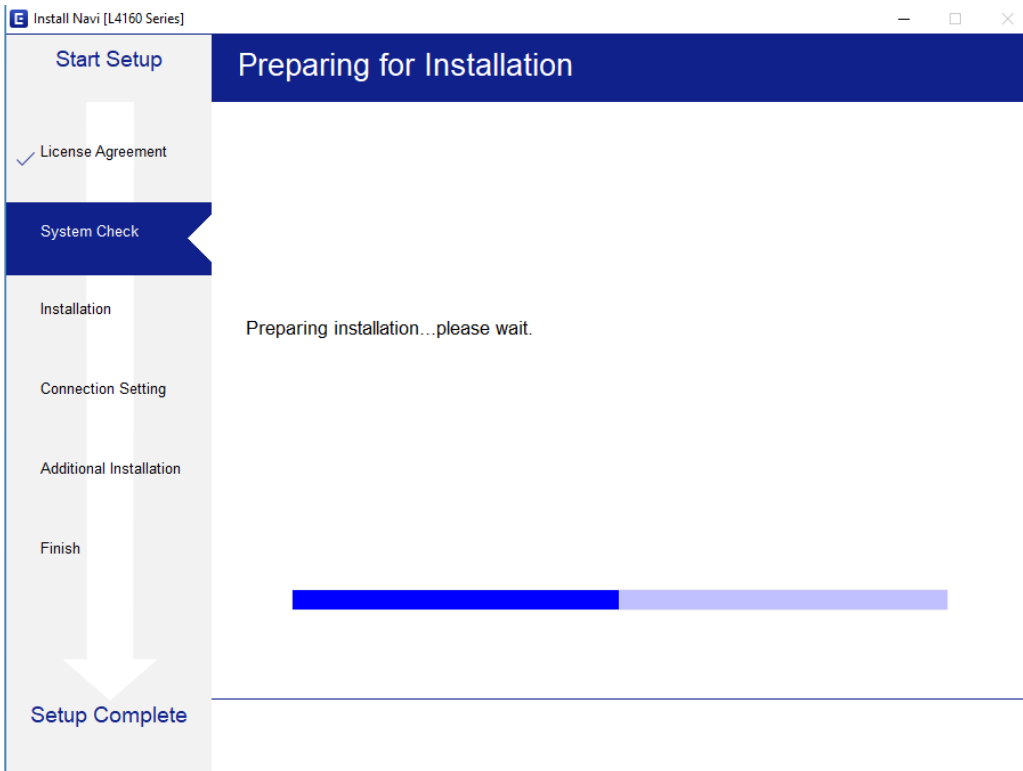 Install Navi [L4160 Series]
Start Setup
Preparing for Installation
License Agreement
System Check
Installation
Preparing installation...please wait.
Connection Setting
Additional Installation
Finish
Setup Complete